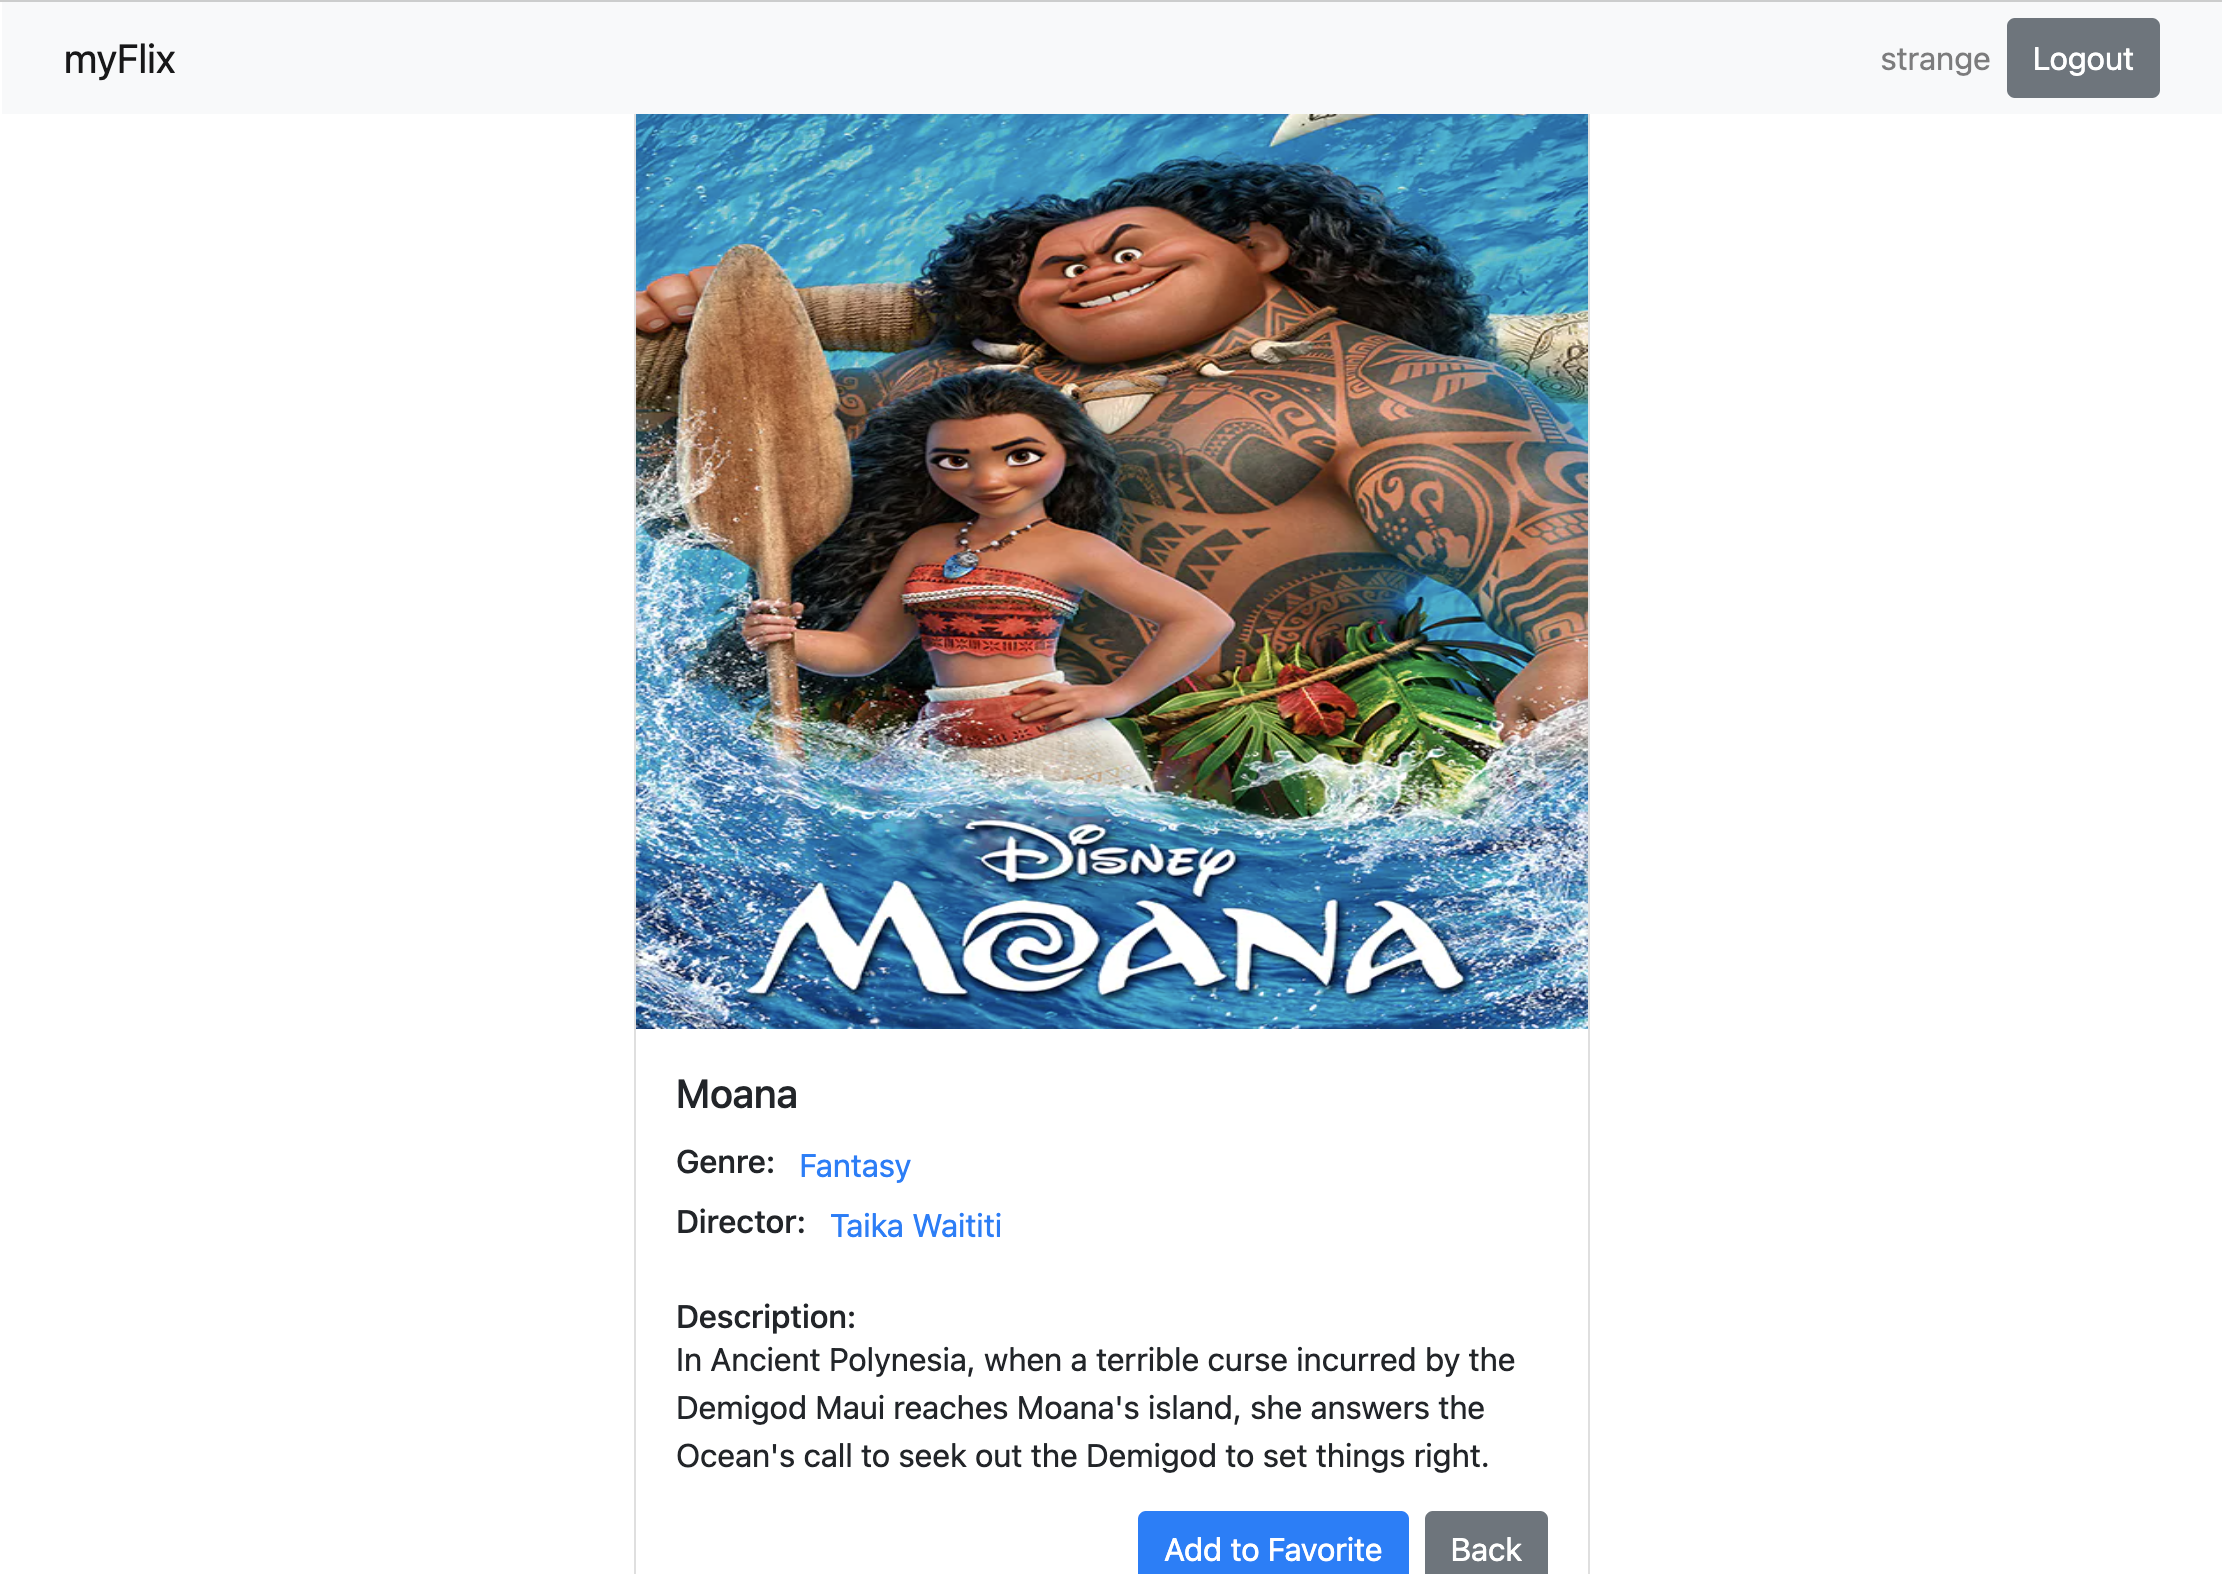 myFlix
strange
Logout
Disney
MOANA
Moana
Genre: Fantasy
Director: Taika Waititi
Description:
In Ancient Polynesia, when a terrible curse incurred by the
Demigod Maui reaches Moana's island, she answers the
Ocean's call to seek out the Demigod to set things right.
Add to Favorite
Back